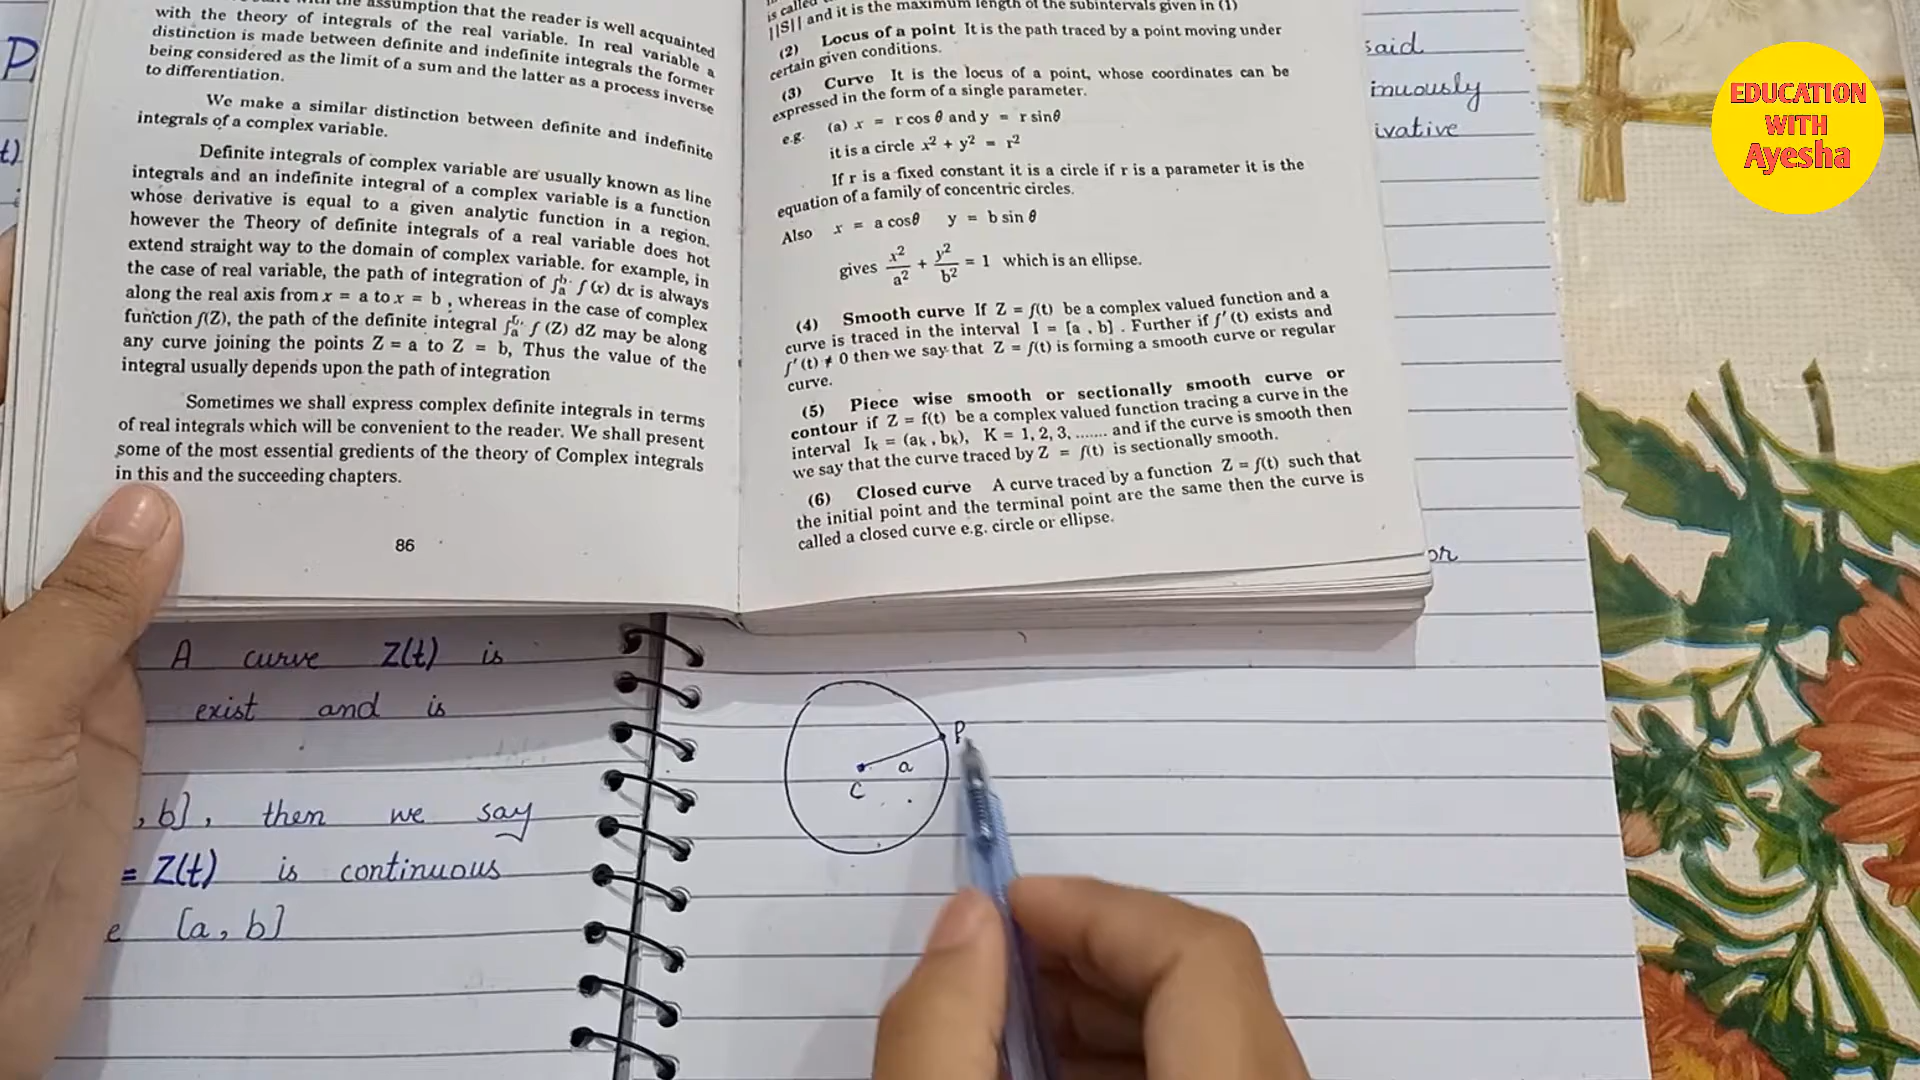 assumption that the reader is well acquainted
with the theory of integrals of the real variable. In real variable a
distinction is made between definite and indefinite integrals the former
being considered as the limit of a sum and the latter as a process inverse
to differentiation.
We make a similar distinction between definite and indefinite
integrals of a complex variable.
Definite integrals of complex variable are usually known as line
integrals and an indefinite integral of a complex variable is a function
whose derivative is equal to a given analytic function in a region.
however the Theory of definite integrals of a real variable does hot
extend straight way to the domain of complex variable. for example, in
the case of real variable, the path of integration of ∫ₐᵇ f (x) dx is always
along the real axis from x = a to x = b , whereas in the case of complex
function f(Z), the path of the definite integral ∫ₐᵇ f (Z) dZ may be along
any curve joining the points Z = a to Z = b, Thus the value of the
integral usually depends upon the path of integration
Sometimes we shall express complex definite integrals in terms
of real integrals which will be convenient to the reader. We shall present
some of the most essential gredients of the theory of Complex integrals
in this and the succeeding chapters.
86
is called
||S|| and it is the maximum length of the subintervals given in (1)
(2) Locus of a point It is the path traced by a point moving under
certain given conditions.
(3) Curve It is the locus of a point, whose coordinates can be
expressed in the form of a single parameter.
e.g. (a) x = r cos θ and y = r sinθ
it is a circle x² + y² = r²
If r is a fixed constant it is a circle if r is a parameter it is the
equation of a family of concentric circles.
Also x = a cosθ y = b sin θ
gives x²/a² + y²/b² = 1 which is an ellipse.
(4) Smooth curve If Z = f(t) be a complex valued function and a
curve is traced in the interval I = [a , b] . Further if f′ (t) exists and
f′ (t) ≠ 0 then we say that Z = f(t) is forming a smooth curve or regular
curve.
(5) Piece wise smooth or sectionally smooth curve or
contour if Z = f(t) be a complex valued function tracing a curve in the
interval Iₖ = (aₖ , bₖ), K = 1, 2, 3, ....... and if the curve is smooth then
we say that the curve traced by Z = f(t) is sectionally smooth.
(6) Closed curve A curve traced by a function Z = f(t) such that
the initial point and the terminal point are the same then the curve is
called a closed curve e.g. circle or ellipse.
said
inuously
ivative
or
EDUCATION
WITH
Ayesha
P
t)
A curve Z(t) is
exist and is
, b], then we say
= Z(t) is continuous
e [a, b]
P
a
C